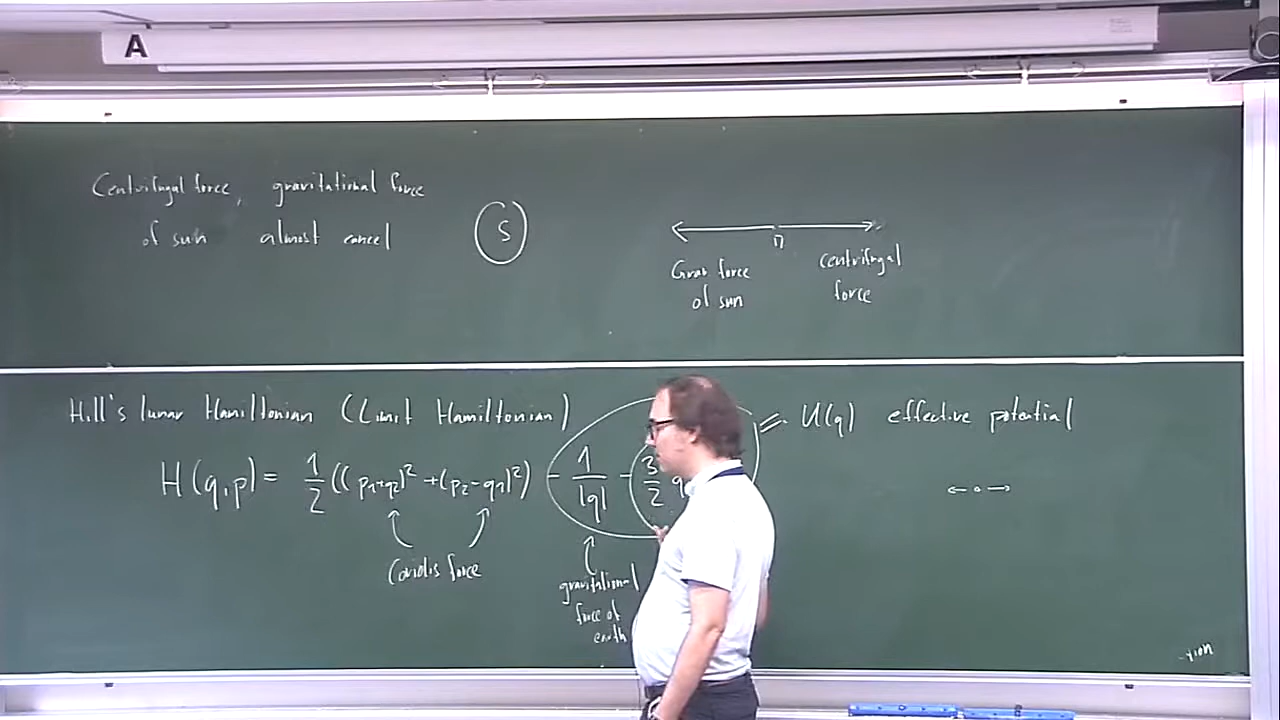 A
Centrifugal force, gravitational force
of sun almost cancel
S
Grav force
of sun
centrifugal
force
Hill's lunar Hamiltonian (Limit Hamiltonian)
H(q,p) = 1/2((p1+q2)²+(p2-q1)²) - 1/|q| - 3/2 q
=: U(q) effective potential
Coriolis force
gravitational
force of
earth